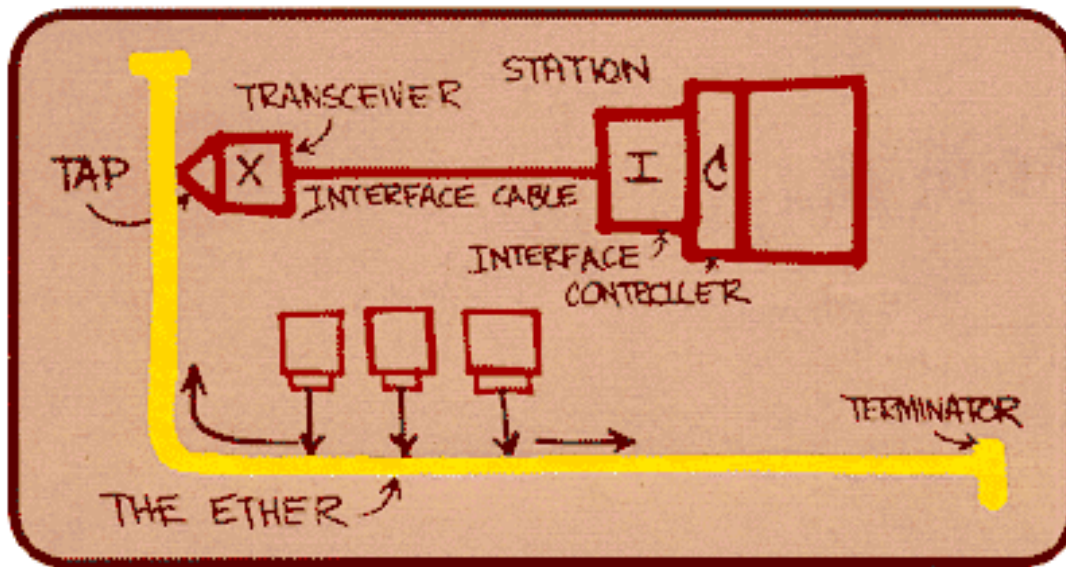 STATION
TRANSCEIVER
TAP
X
I
C
INTERFACE CABLE
INTERFACE
CONTROLLER
TERMINATOR
THE ETHER